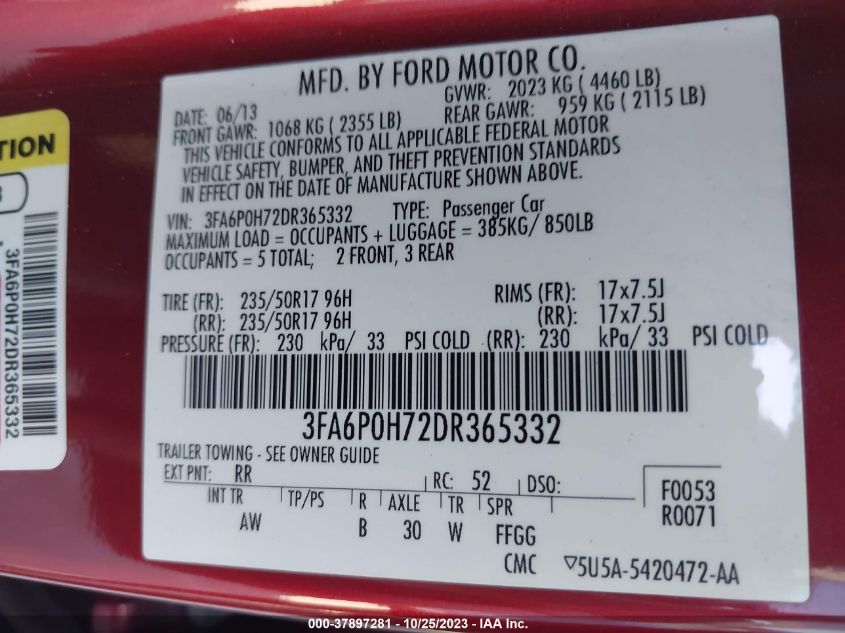 MFD. BY FORD MOTOR CO.
DATE: 06/13 GVWR: 2023 KG ( 4460 LB)
FRONT GAWR: 1068 KG ( 2355 LB) REAR GAWR: 959 KG ( 2115 LB)
THIS VEHICLE CONFORMS TO ALL APPLICABLE FEDERAL MOTOR
VEHICLE SAFETY, BUMPER, AND THEFT PREVENTION STANDARDS
IN EFFECT ON THE DATE OF MANUFACTURE SHOWN ABOVE.
VIN: 3FA6P0H72DR365332 TYPE: Passenger Car
MAXIMUM LOAD = OCCUPANTS + LUGGAGE = 385KG/ 850LB
OCCUPANTS = 5 TOTAL; 2 FRONT, 3 REAR
TIRE (FR): 235/50R17 96H RIMS (FR): 17x7.5J
(RR): 235/50R17 96H (RR): 17x7.5J
PRESSURE (FR): 230 kPa/ 33 PSI COLD (RR): 230 kPa/ 33 PSI COLD
3FA6P0H72DR365332
TRAILER TOWING - SEE OWNER GUIDE
EXT PNT: RR RC: 52 DSO:
INT TR TP/PS R AXLE TR SPR
AW B 30 W FFGG
F0053
R0071
CMC ▽5U5A-5420472-AA
TION
3FA6P0H72DR365332
000-37897281 - 10/25/2023 - IAA Inc.